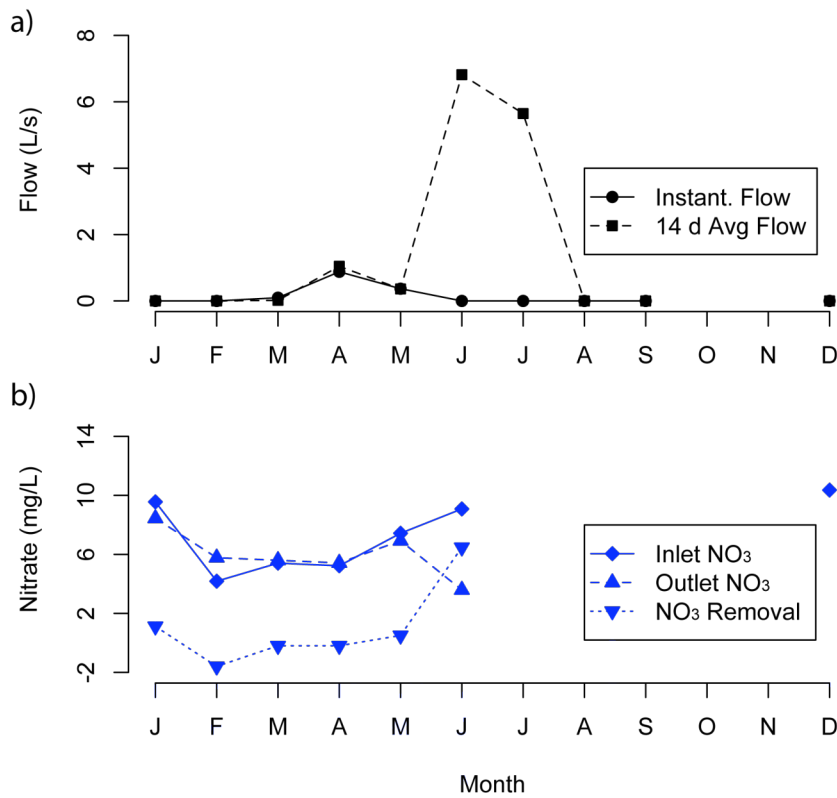 a)
Flow (L/s)
8
6
4
2
0
Instant. Flow
14 d Avg Flow
J F M A M J J A S O N D
b)
Nitrate (mg/L)
14
10
6
2
-2
Inlet NO₃
Outlet NO₃
NO₃ Removal
J F M A M J J A S O N D
Month